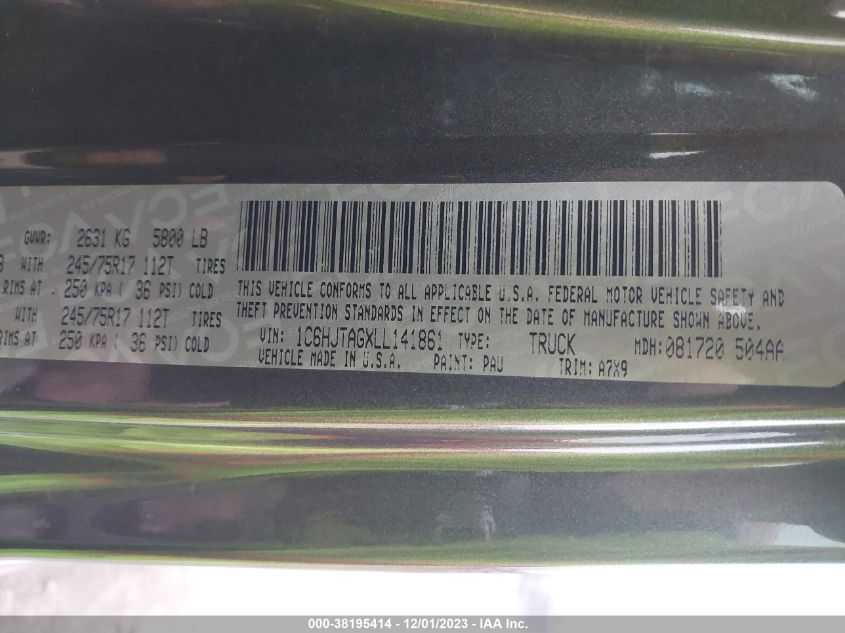 GVWR: 2631 KG 5800 LB
WITH 245/75R17 112T TIRES
RIMS AT 250 KPA ( 36 PSI) COLD
WITH 245/75R17 112T TIRES
RIMS AT 250 KPA ( 36 PSI) COLD
THIS VEHICLE CONFORMS TO ALL APPLICABLE U.S.A. FEDERAL MOTOR VEHICLE SAFETY AND
THEFT PREVENTION STANDARDS IN EFFECT ON THE DATE OF MANUFACTURE SHOWN ABOVE.
VIN: 1C6HJTAGXLL141861 TYPE: TRUCK MDH:081720 504AA
VEHICLE MADE IN U.S.A. PAINT: PAU TRIM: A7X9
000-38195414 - 12/01/2023 - IAA Inc.